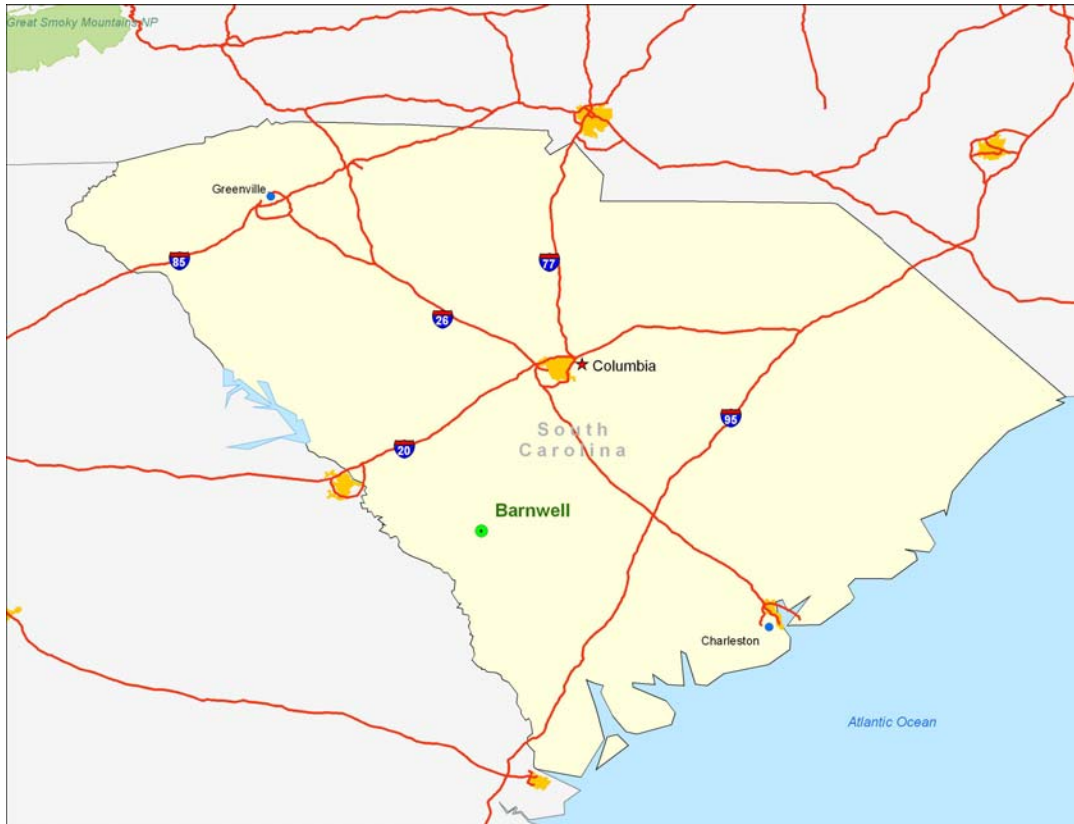 Great Smoky Mountains NP
Greenville
85
77
26
Columbia
South
Carolina
95
20
Barnwell
Charleston
Atlantic Ocean